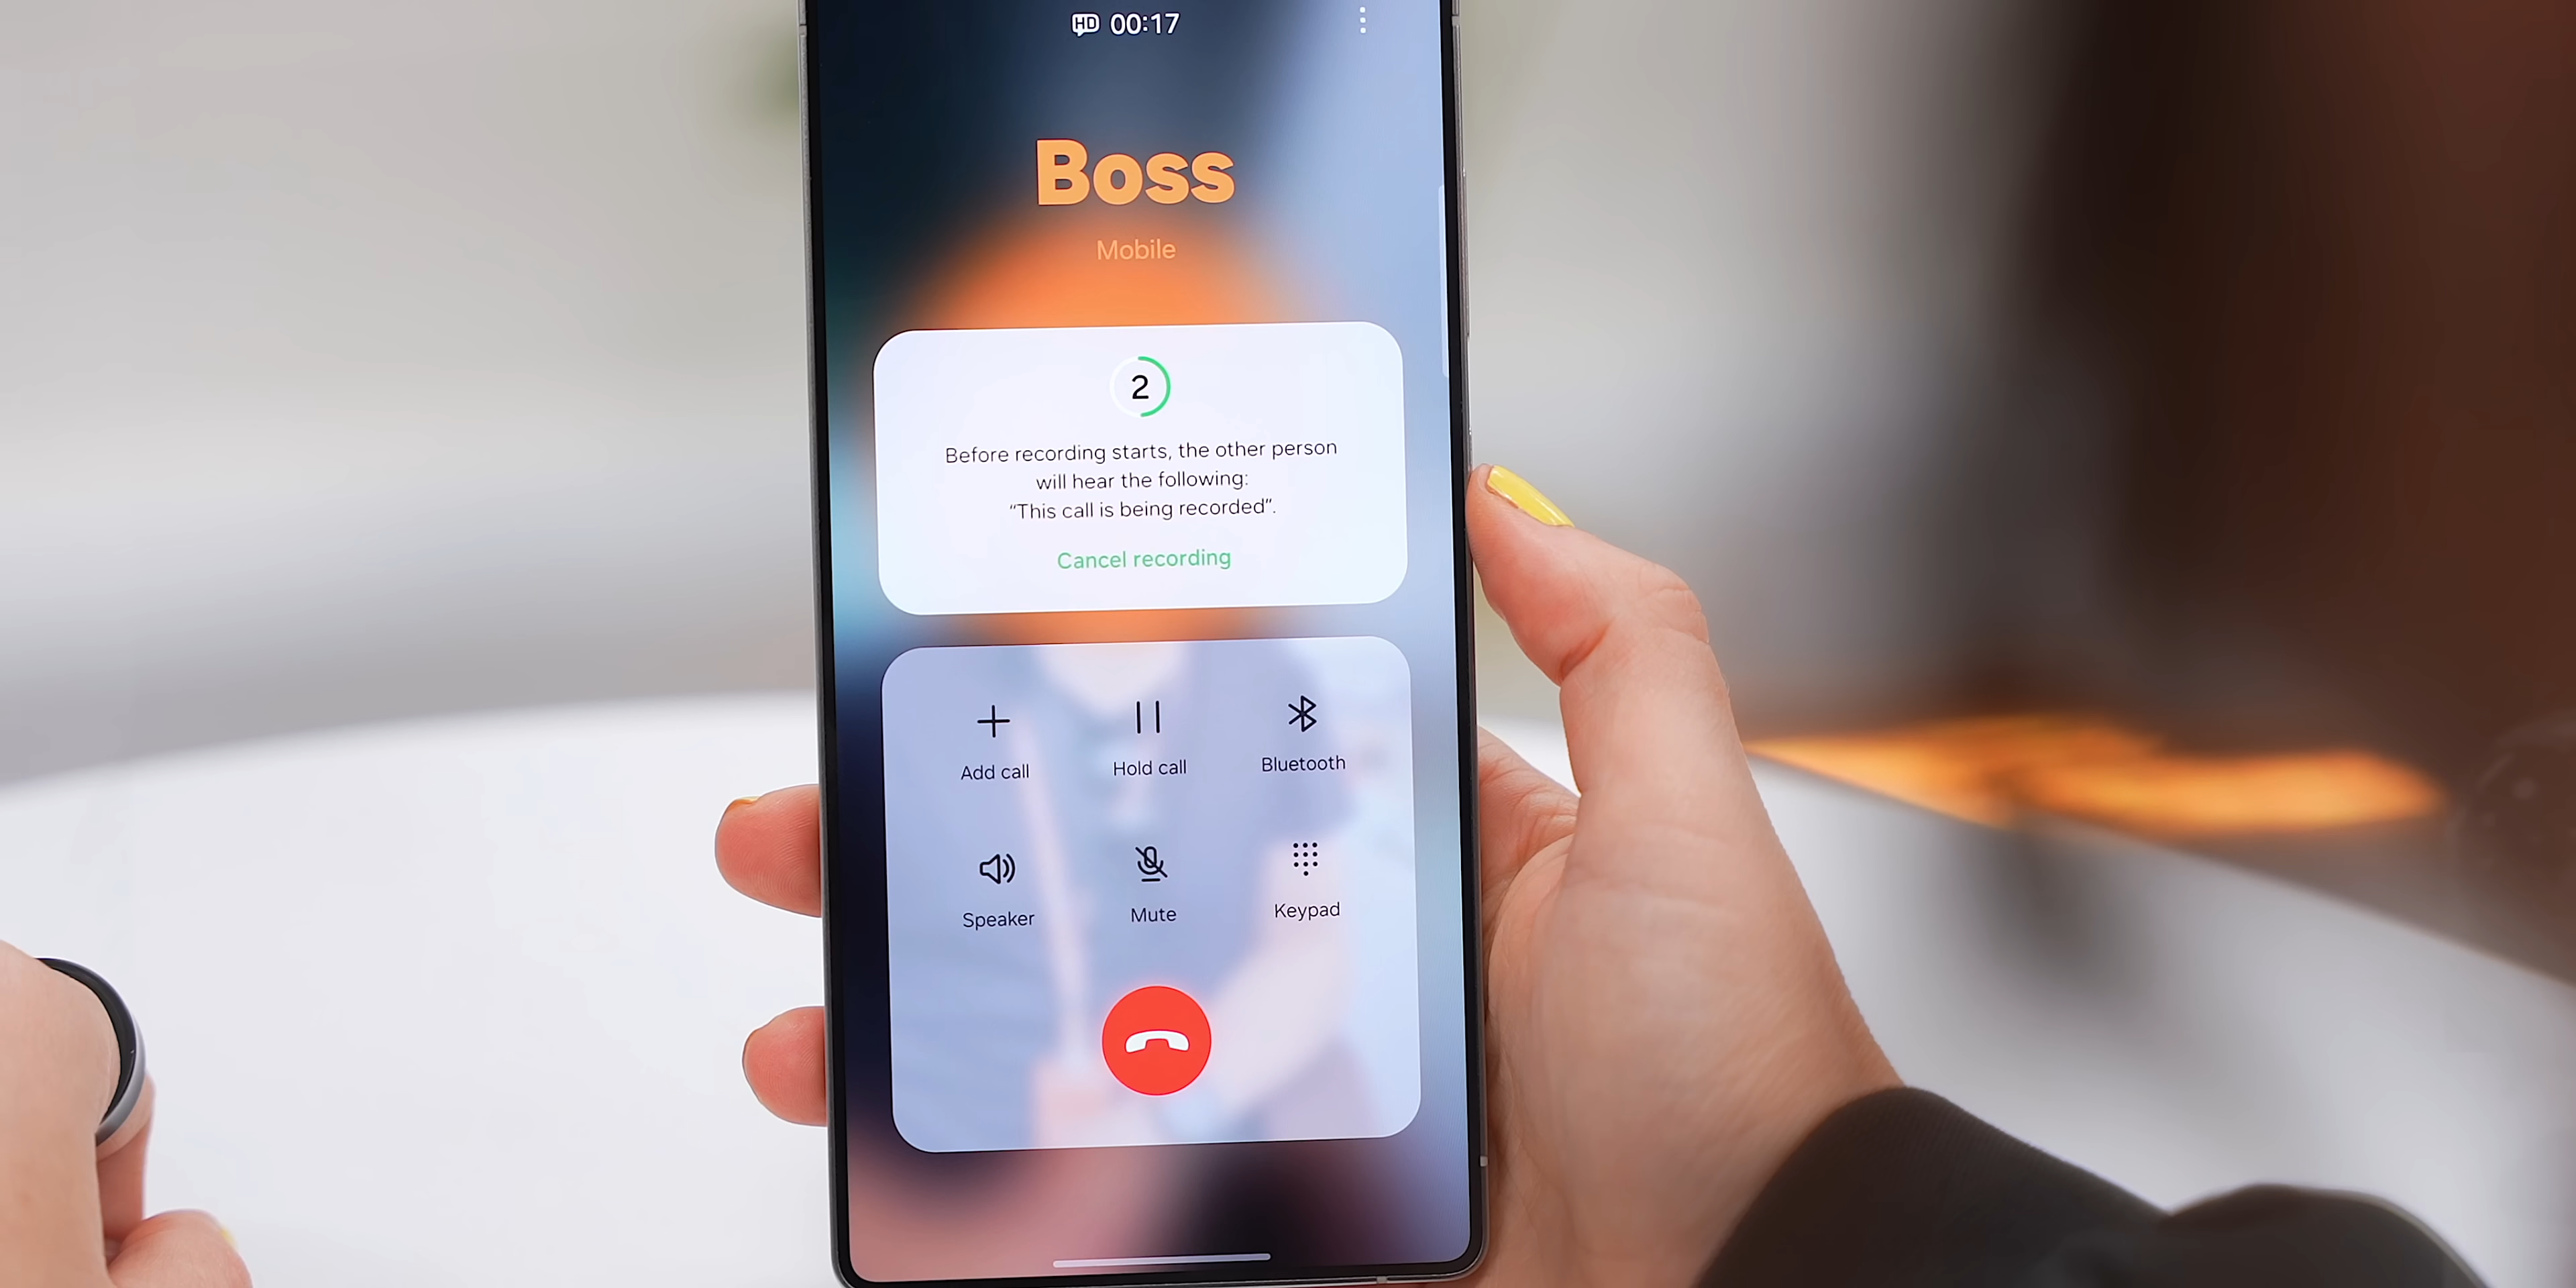 HD 00:17
Boss
Mobile
2
Before recording starts, the other person
will hear the following:
“This call is being recorded”.
Cancel recording
Add call
Hold call
Bluetooth
Speaker
Mute
Keypad